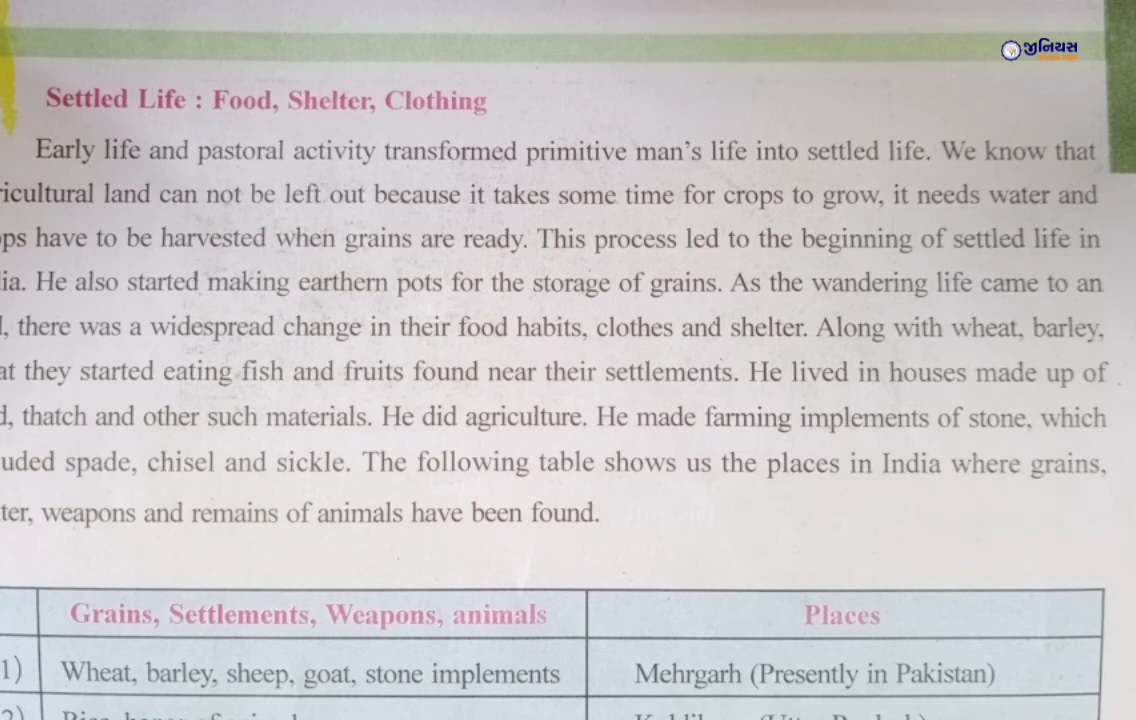 જીનિયસ
Settled Life : Food, Shelter, Clothing
Early life and pastoral activity transformed primitive man's life into settled life. We know that
ricultural land can not be left out because it takes some time for crops to grow, it needs water and
ops have to be harvested when grains are ready. This process led to the beginning of settled life in
lia. He also started making earthern pots for the storage of grains. As the wandering life came to an
, there was a widespread change in their food habits, clothes and shelter. Along with wheat, barley,
at they started eating fish and fruits found near their settlements. He lived in houses made up of
d, thatch and other such materials. He did agriculture. He made farming implements of stone, which
uded spade, chisel and sickle. The following table shows us the places in India where grains,
ter, weapons and remains of animals have been found.
Grains, Settlements, Weapons, animals Places
1) Wheat, barley, sheep, goat, stone implements Mehrgarh (Presently in Pakistan)